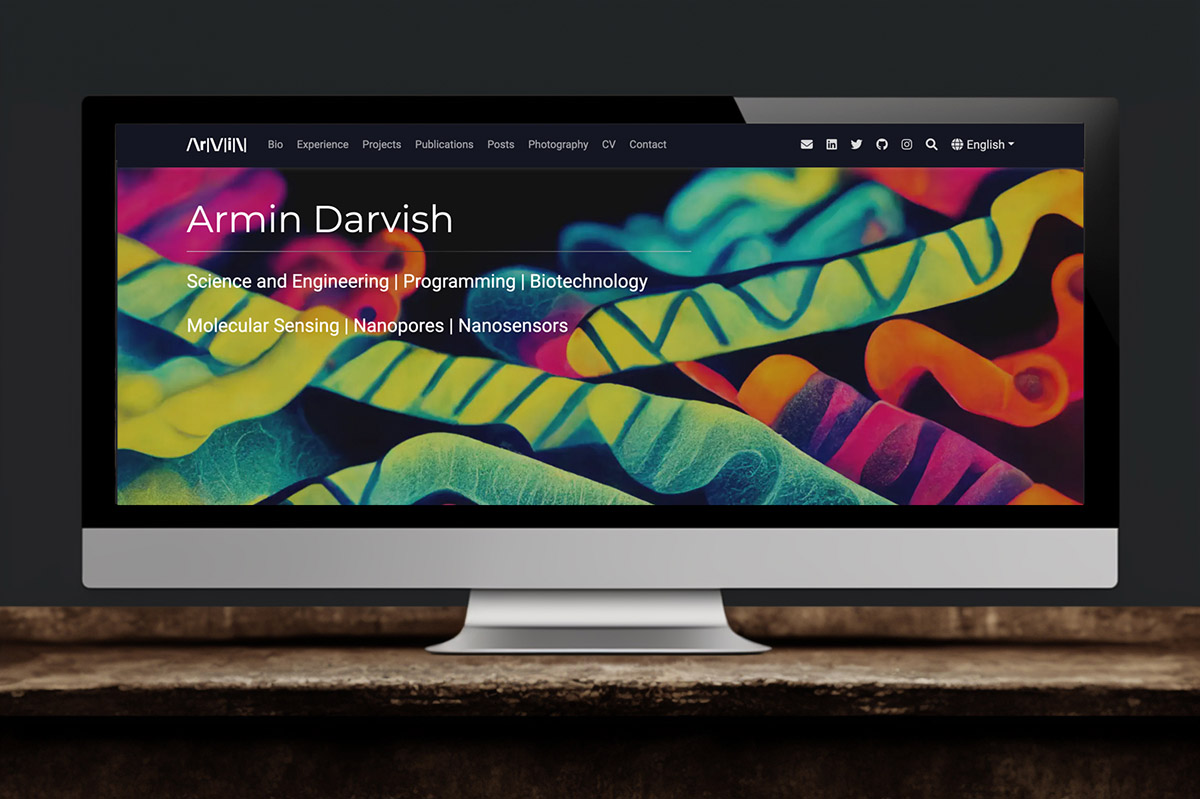 Bio Experience Projects Publications Posts Photography CV Contact English
Armin Darvish
Science and Engineering | Programming | Biotechnology
Molecular Sensing | Nanopores | Nanosensors